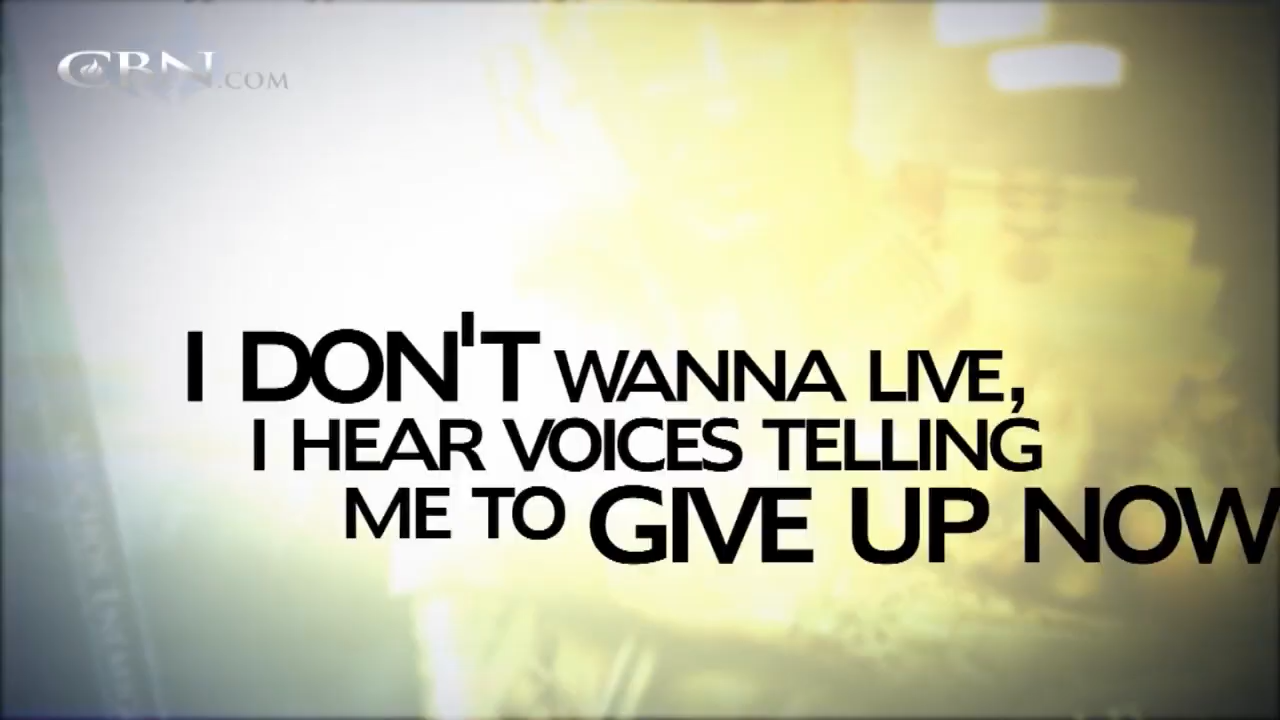 CBN.COM
I DON'T WANNA LIVE,
I HEAR VOICES TELLING
ME TO GIVE UP NOW